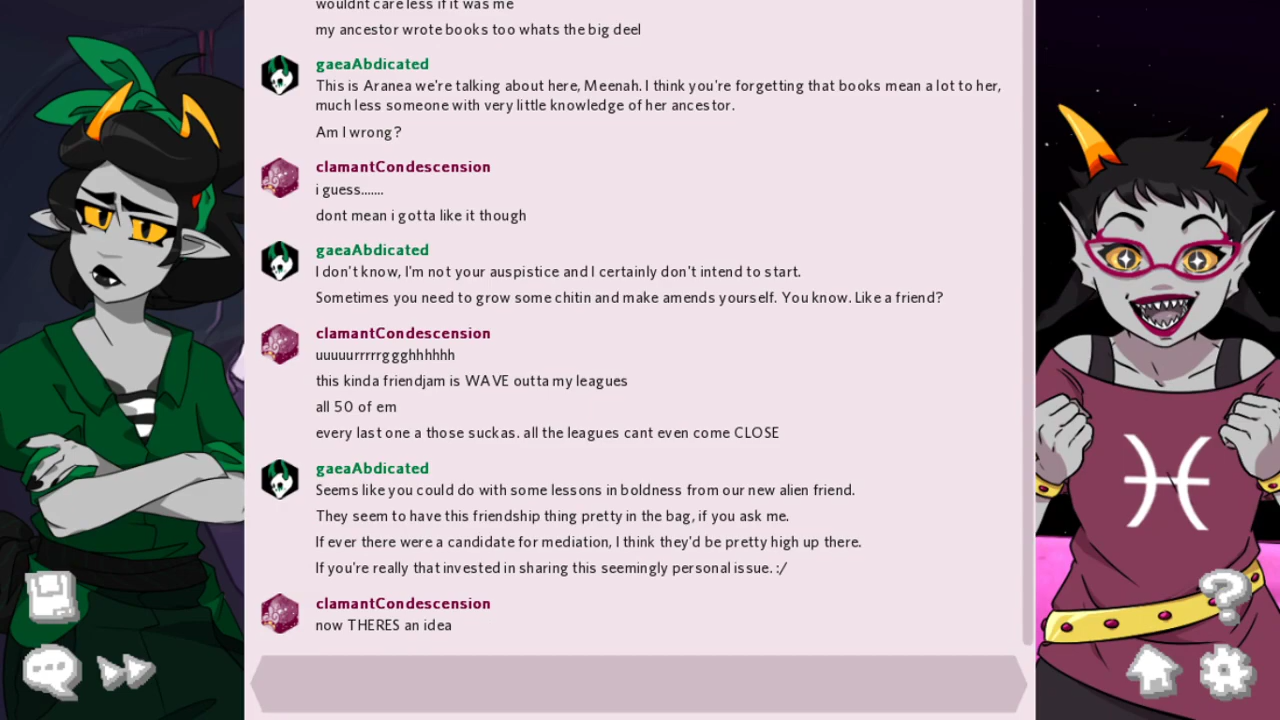 wouldnt care less if it was me
my ancestor wrote books too whats the big deel
gaeaAbdicated
This is Aranea we're talking about here, Meenah. I think you're forgetting that books mean a lot to her,
much less someone with very little knowledge of her ancestor.
Am I wrong?
clamantCondescension
i guess.......
dont mean i gotta like it though
gaeaAbdicated
I don't know, I'm not your auspistice and I certainly don't intend to start.
Sometimes you need to grow some chitin and make amends yourself. You know. Like a friend?
clamantCondescension
uuuuurrrrrggghhhhhh
this kinda friendjam is WAVE outta my leagues
all 50 of em
every last one a those suckas. all the leagues cant even come CLOSE
gaeaAbdicated
Seems like you could do with some lessons in boldness from our new alien friend.
They seem to have this friendship thing pretty in the bag, if you ask me.
If ever there were a candidate for mediation, I think they'd be pretty high up there.
If you're really that invested in sharing this seemingly personal issue. :/
clamantCondescension
now THERES an idea